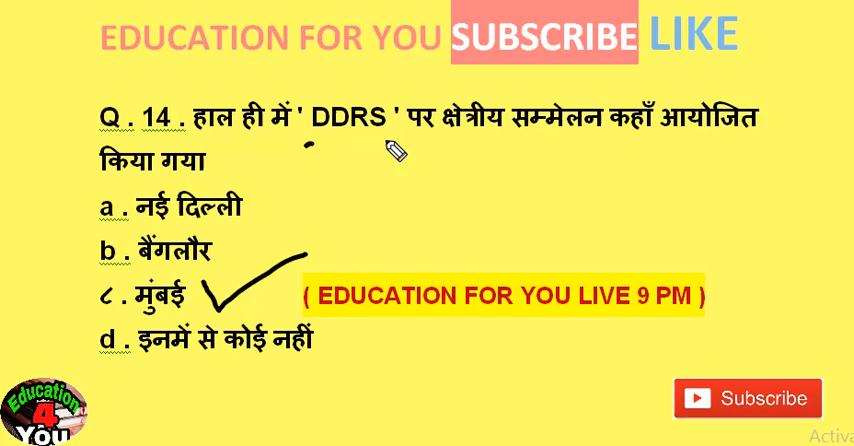 EDUCATION FOR YOU SUBSCRIBE LIKE
Q . 14 . हाल ही में ' DDRS ' पर क्षेत्रीय सम्मेलन कहाँ आयोजित
किया गया
a . नई दिल्ली
b . बैंगलौर
८ . मुंबई ( EDUCATION FOR YOU LIVE 9 PM )
d . इनमें से कोई नहीं
Education
4
You
Subscribe